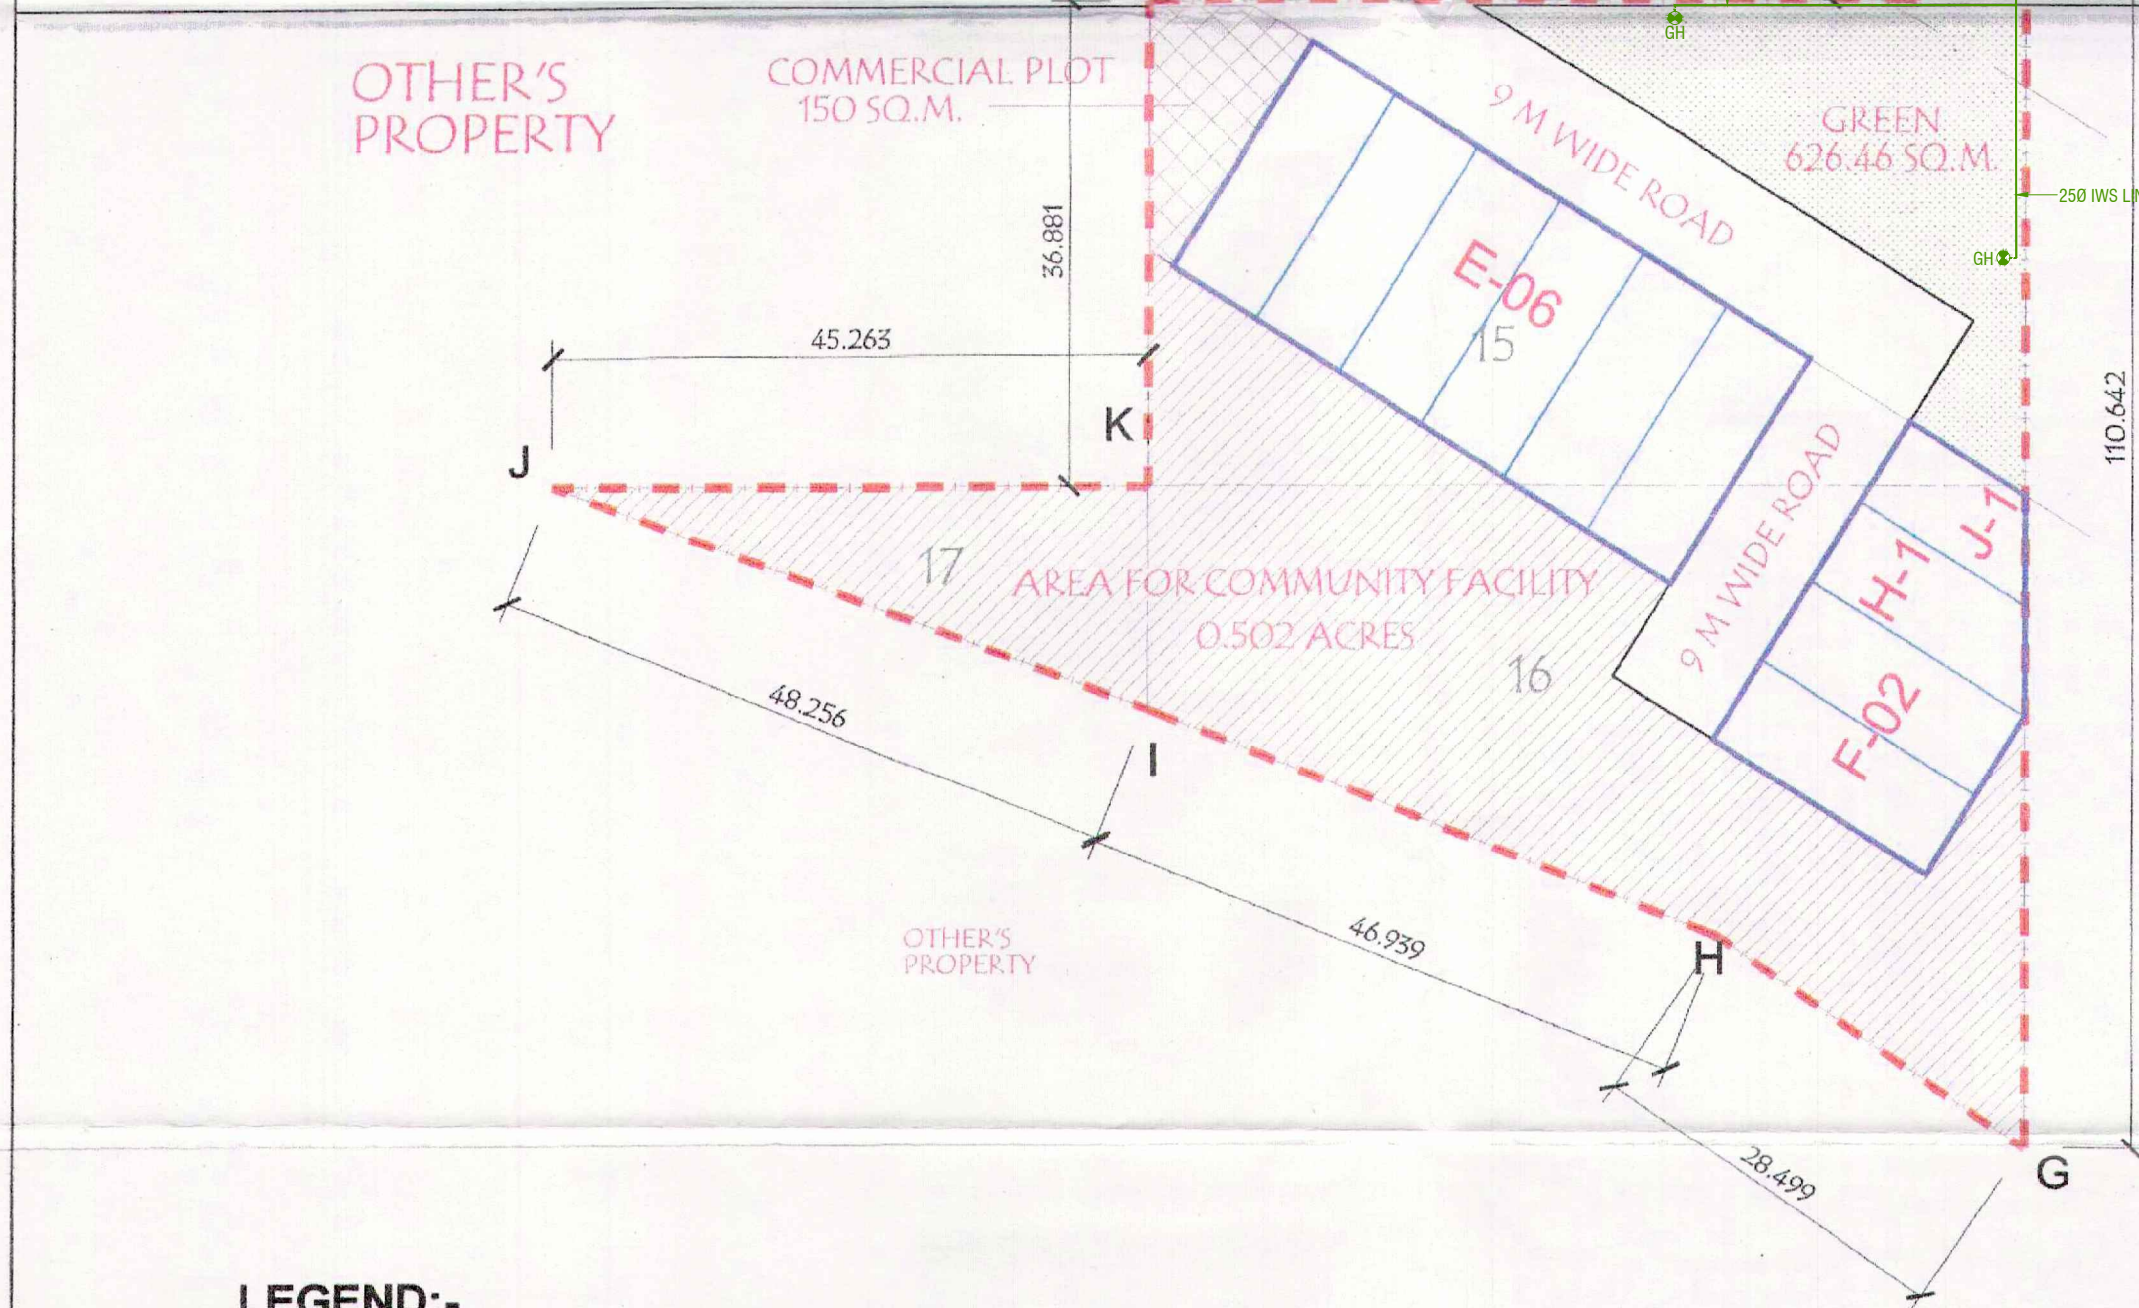 GH
OTHER'S
PROPERTY
COMMERCIAL PLOT
150 SQ.M.
9 M WIDE ROAD
GREEN
626.46 SQ.M.
GH
36.881
E-06
15
45.263
110.642
K
J
9 M WIDE ROAD
J-1
H-1
F-02
17
AREA FOR COMMUNITY FACILITY
0.502 ACRES
16
48.256
I
OTHER'S
PROPERTY
46.939
H
28.499
G
250 IWS LIN
LEGEND:-